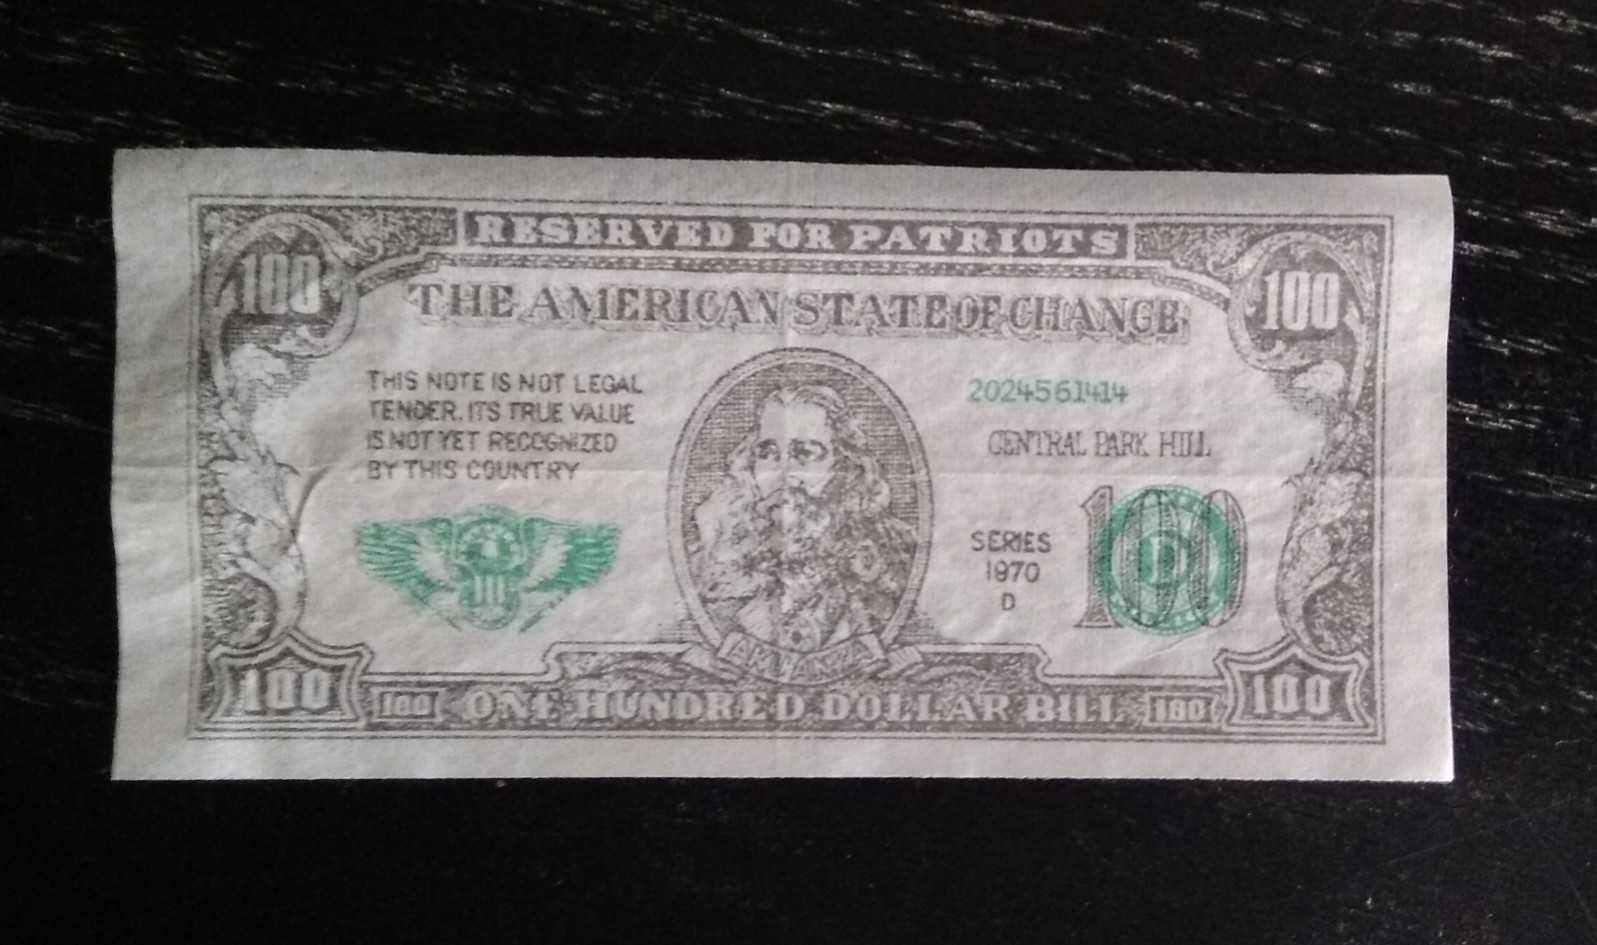 RESERVED FOR PATRIOTS
100
100
THE AMERICAN STATE OF CHANGE
THIS NOTE IS NOT LEGAL
TENDER. ITS TRUE VALUE
IS NOT YET RECOGNIZED
BY THIS COUNTRY
2024561414
CENTRAL PARK HILL
SERIES
1970
D
100
D
100
100
ONE HUNDRED DOLLAR BILL
100
100